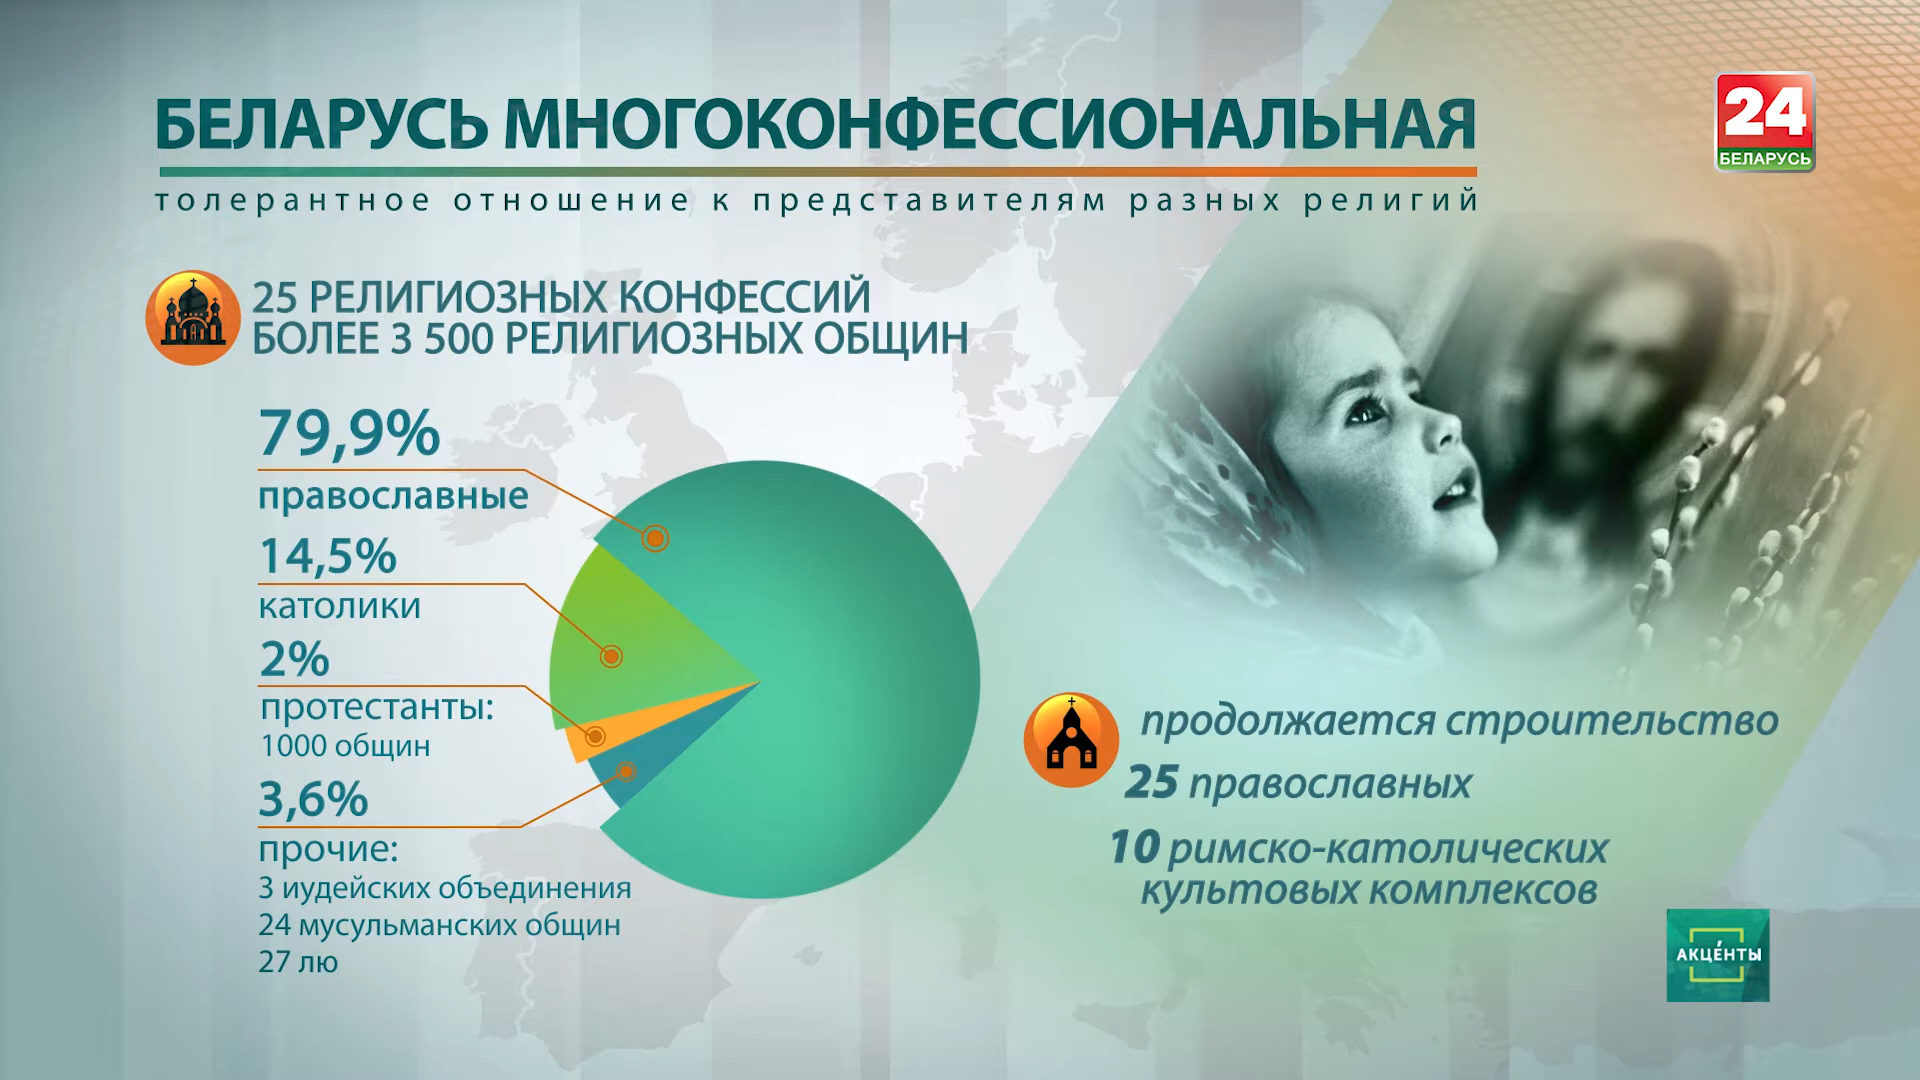 БЕЛАРУСЬ МНОГОКОНФЕССИОНАЛЬНАЯ
толерантное отношение к представителям разных религий
24
БЕЛАРУСЬ
25 РЕЛИГИОЗНЫХ КОНФЕССИЙ
БОЛЕЕ 3 500 РЕЛИГИОЗНЫХ ОБЩИН
79,9%
православные
14,5%
католики
2%
протестанты:
1000 общин
3,6%
прочие:
3 иудейских объединения
24 мусульманских общин
27 лю
продолжается строительство
25 православных
10 римско-католических
культовых комплексов
АКЦЕ́НТЫ